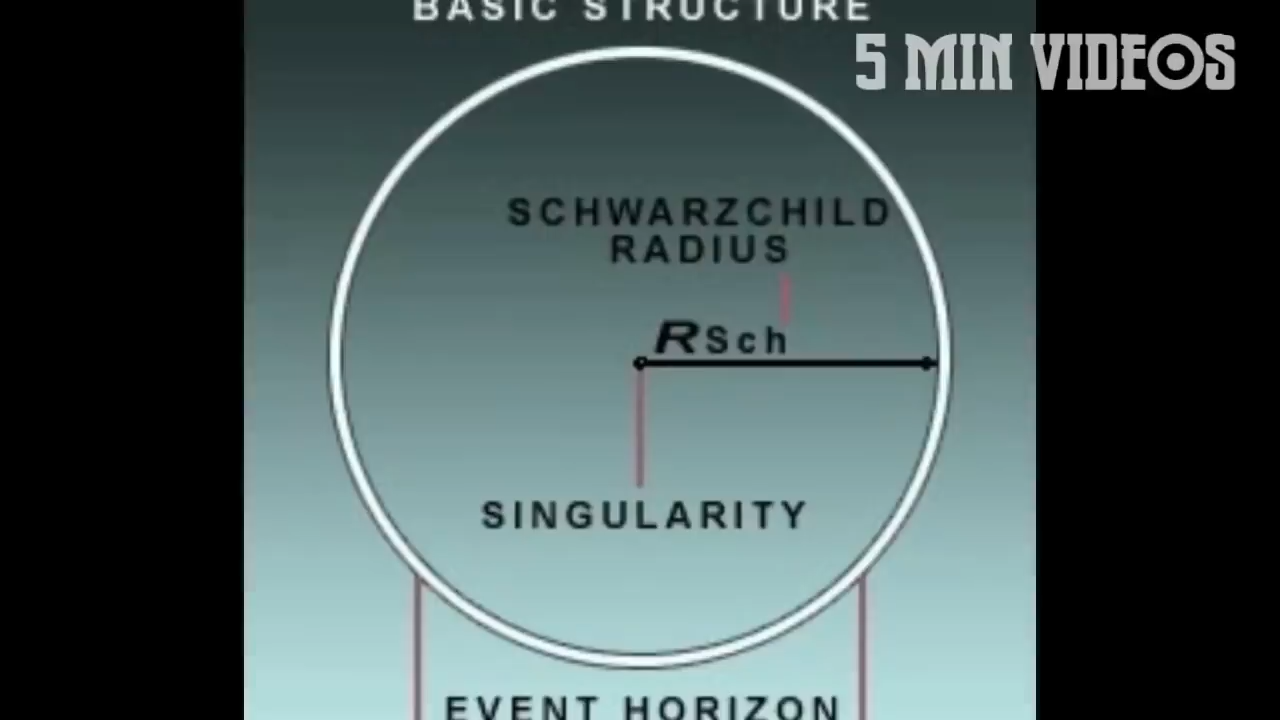 BASIC STRUCTURE
5 MIN VIDEOS
SCHWARZCHILD
RADIUS
RSch
SINGULARITY
EVENT HORIZON